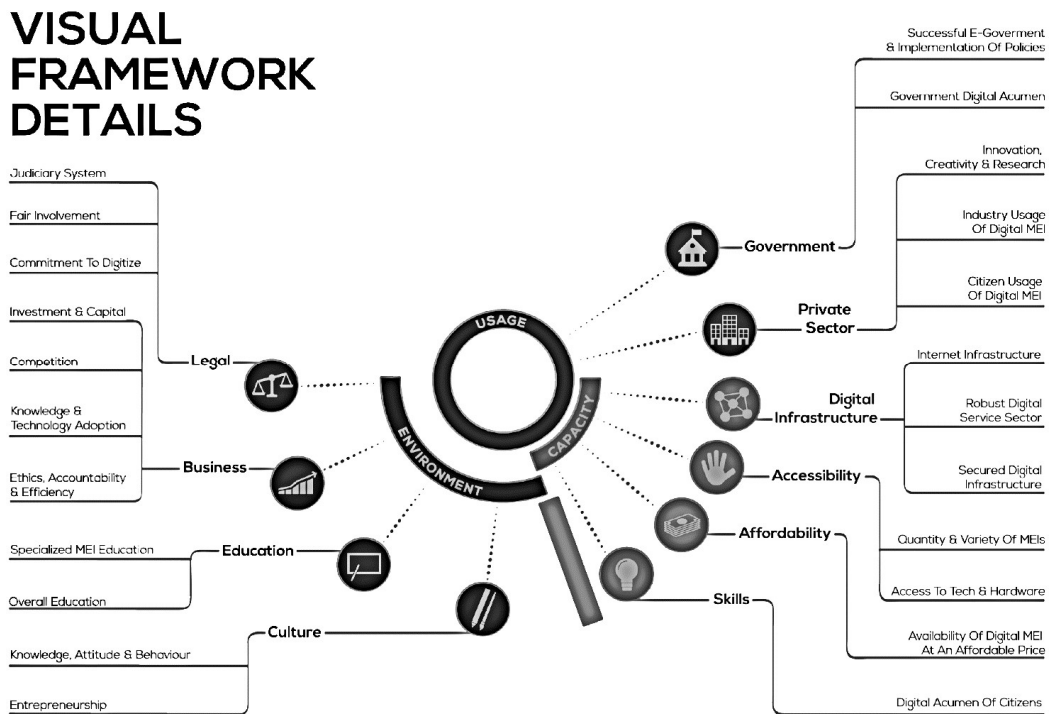 VISUAL
FRAMEWORK
DETAILS
Judiciary System
Fair Involvement
Commitment To Digitize
Legal
Investment & Capital
Competition
Knowledge &
Technology Adoption
Ethics, Accountability
& Efficiency
Business
Specialized MEI Education
Overall Education
Education
Knowledge, Attitude & Behaviour
Entrepreneurship
Culture
USAGE
ENVIRONMENT
CAPACITY
Successful E-Goverment
& Implementation Of Policies
Government Digital Acumen
Government
Innovation,
Creativity & Research
Industry Usage
Of Digital MEI
Citizen Usage
Of Digital MEI
Private
Sector
Internet Infrastructure
Robust Digital
Service Sector
Secured Digital
Infrastructure
Digital
Infrastructure
Accessibility
Quantity & Variety Of MEIs
Access To Tech & Hardware
Affordability
Availability Of Digital MEI
At An Affordable Price
Skills
Digital Acumen Of Citizens